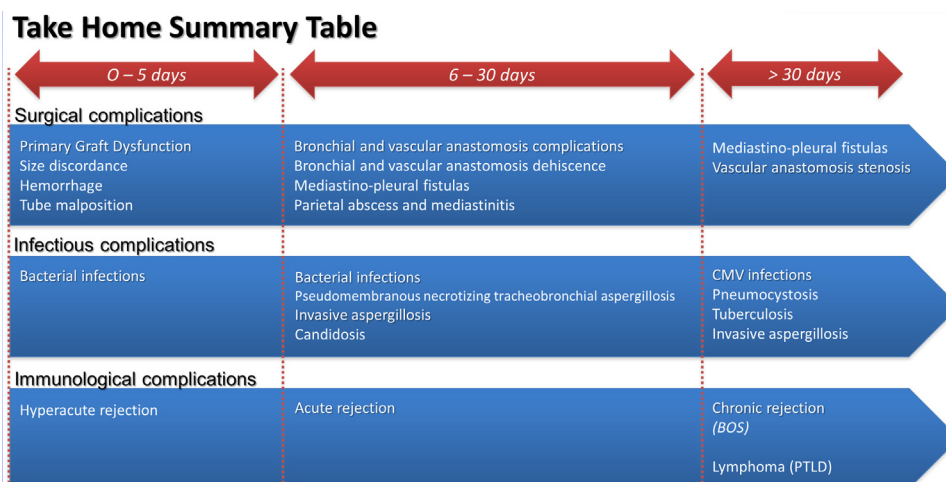 Take Home Summary Table
O – 5 days
6 – 30 days
> 30 days
Surgical complications
Primary Graft Dysfunction
Size discordance
Hemorrhage
Tube malposition
Bronchial and vascular anastomosis complications
Bronchial and vascular anastomosis dehiscence
Mediastino-pleural fistulas
Parietal abscess and mediastinitis
Mediastino-pleural fistulas
Vascular anastomosis stenosis
Infectious complications
Bacterial infections
Bacterial infections
Pseudomembranous necrotizing tracheobronchial aspergillosis
Invasive aspergillosis
Candidosis
CMV infections
Pneumocystosis
Tuberculosis
Invasive aspergillosis
Immunological complications
Hyperacute rejection
Acute rejection
Chronic rejection
(BOS)
Lymphoma (PTLD)